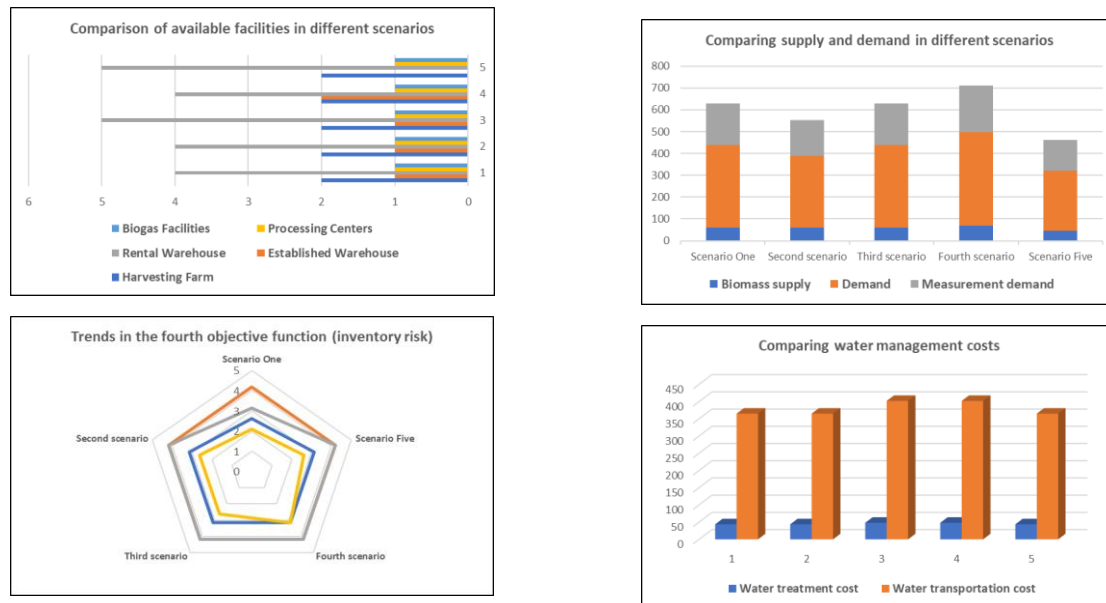 Comparison of available facilities in different scenarios
5
4
3
2
1
6 5 4 3 2 1 0
Biogas Facilities Processing Centers
Rental Warehouse Established Warehouse
Harvesting Farm
Comparing supply and demand in different scenarios
800
700
600
500
400
300
200
100
0
Scenario One Second scenario Third scenario Fourth scenario Scenario Five
Biomass supply Demand Measurement demand
Trends in the fourth objective function (inventory risk)
Scenario One
5
4
3
2
1
0
Second scenario Scenario Five
Third scenario Fourth scenario
Comparing water management costs
450
400
350
300
250
200
150
100
50
0
1 2 3 4 5
Water treatment cost Water transportation cost